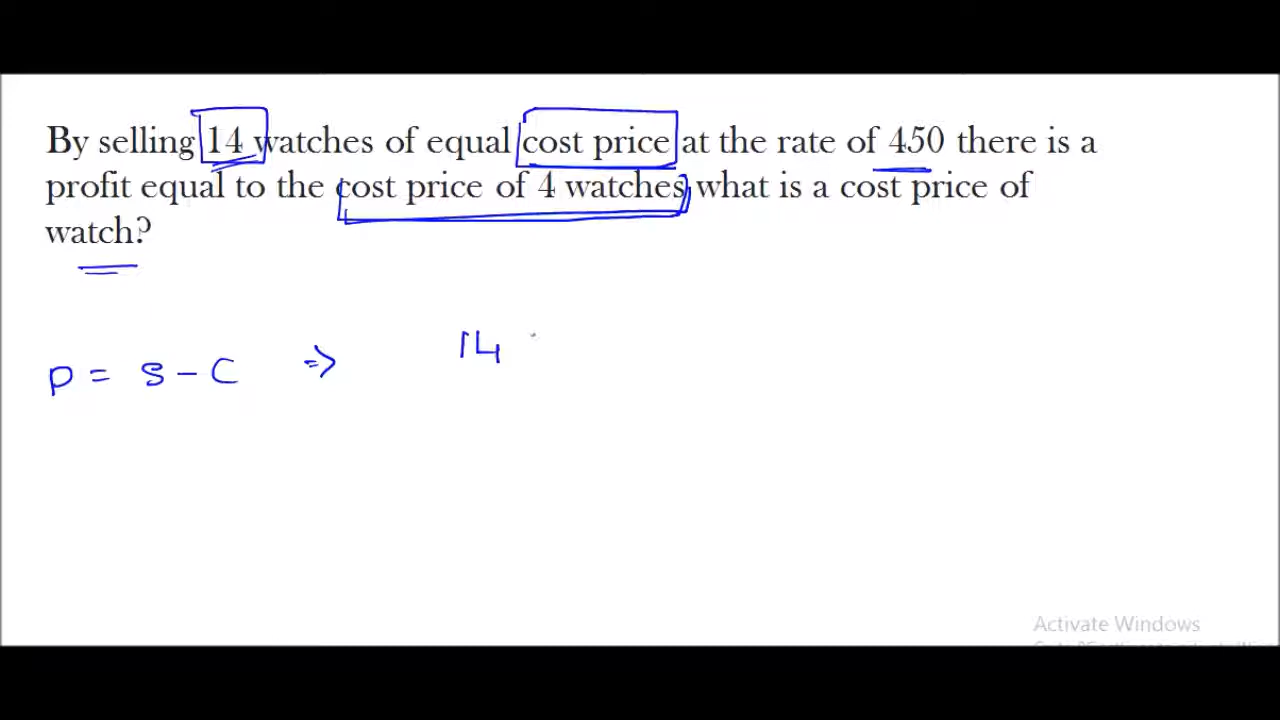 By selling 14 watches of equal cost price at the rate of 450 there is a
profit equal to the cost price of 4 watches, what is a cost price of
watch?
P = S - C ⇒ 14
Activate Windows